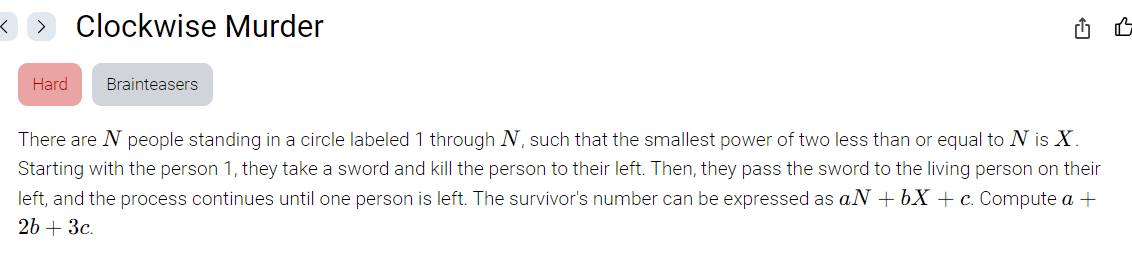 Clockwise Murder
Hard Brainteasers
There are N people standing in a circle labeled 1 through N, such that the smallest power of two less than or equal to N is X.
Starting with the person 1, they take a sword and kill the person to their left. Then, they pass the sword to the living person on their
left, and the process continues until one person is left. The survivor's number can be expressed as aN + bX + c. Compute a +
2b + 3c.